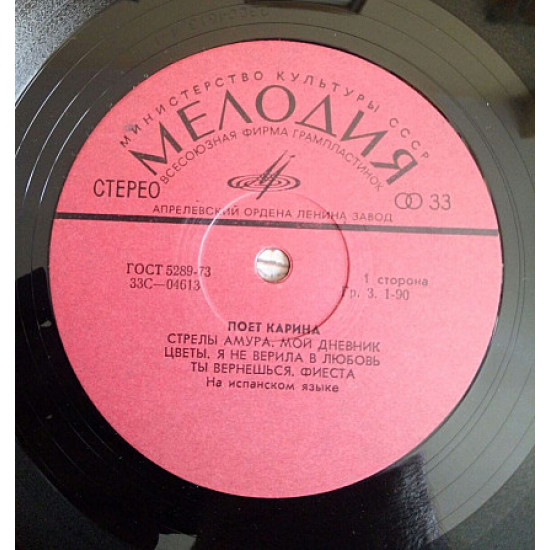 МИНИСТЕРСТВО КУЛЬТУРЫ СССР
МЕЛОДИЯ
ВСЕСОЮЗНАЯ ФИРМА ГРАМПЛАСТИНОК
СТЕРЕО
33
АПРЕЛЕВСКИЙ ОРДЕНА ЛЕНИНА ЗАВОД
ГОСТ 5289-73
33С—04613
1 сторона
Гр. 3. 1-90
ПОЕТ КАРИНА
СТРЕЛЫ АМУРА, МОЙ ДНЕВНИК
ЦВЕТЫ, Я НЕ ВЕРИЛА В ЛЮБОВЬ
ТЫ ВЕРНЕШЬСЯ, ФИЕСТА
На испанском языке